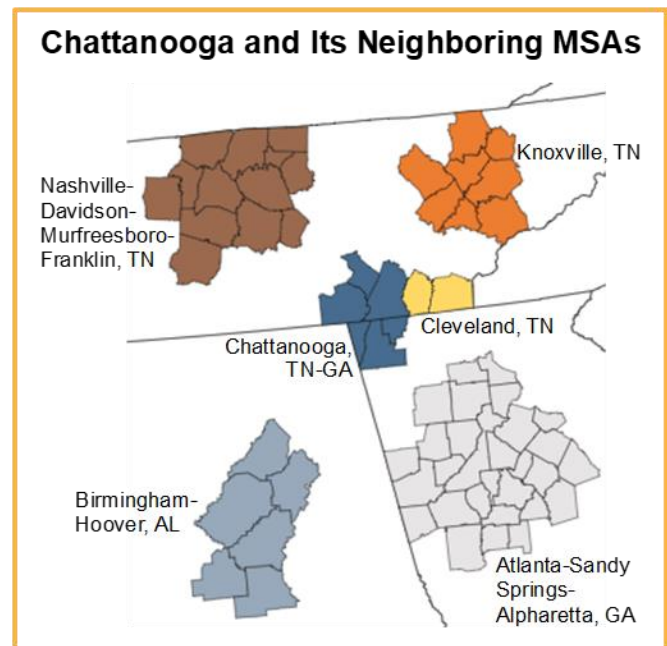 Chattanooga and Its Neighboring MSAs
Knoxville, TN
Nashville-
Davidson-
Murfreesboro-
Franklin, TN
Cleveland, TN
Chattanooga,
TN-GA
Birmingham-
Hoover, AL
Atlanta-Sandy
Springs-
Alpharetta, GA